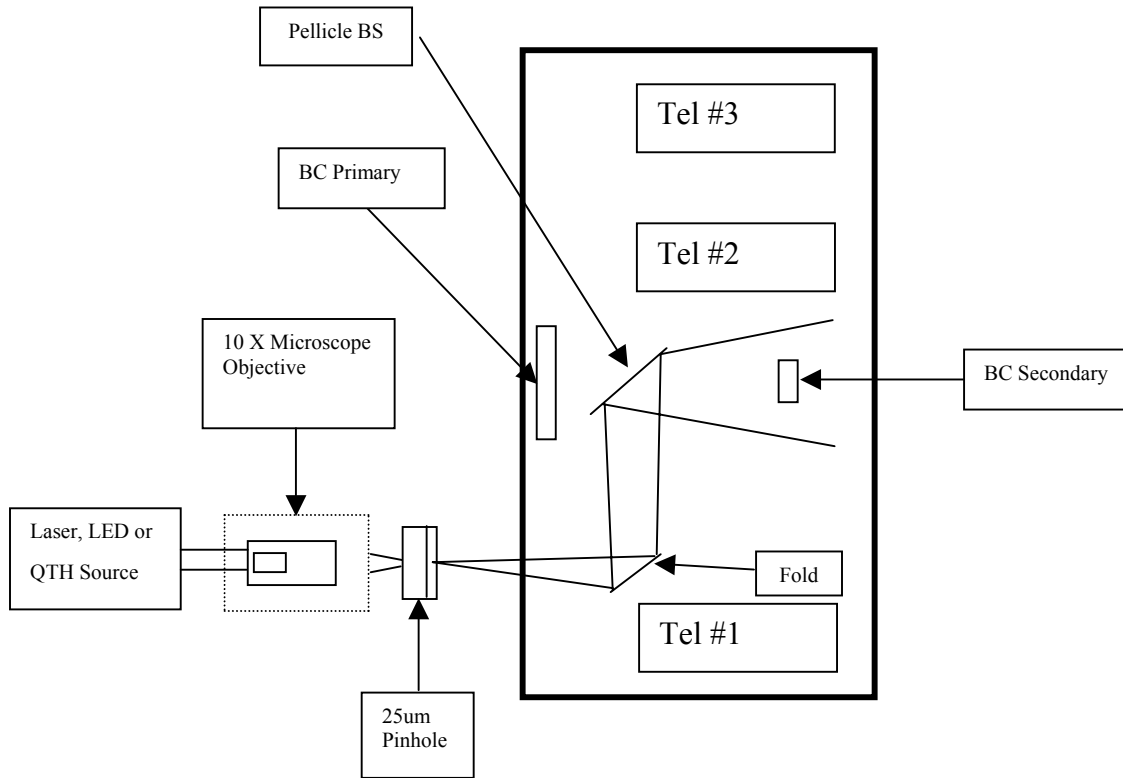 Pellicle BS
Tel #3
BC Primary
Tel #2
10 X Microscope
Objective
BC Secondary
Laser, LED or
QTH Source
Fold
Tel #1
25um
Pinhole